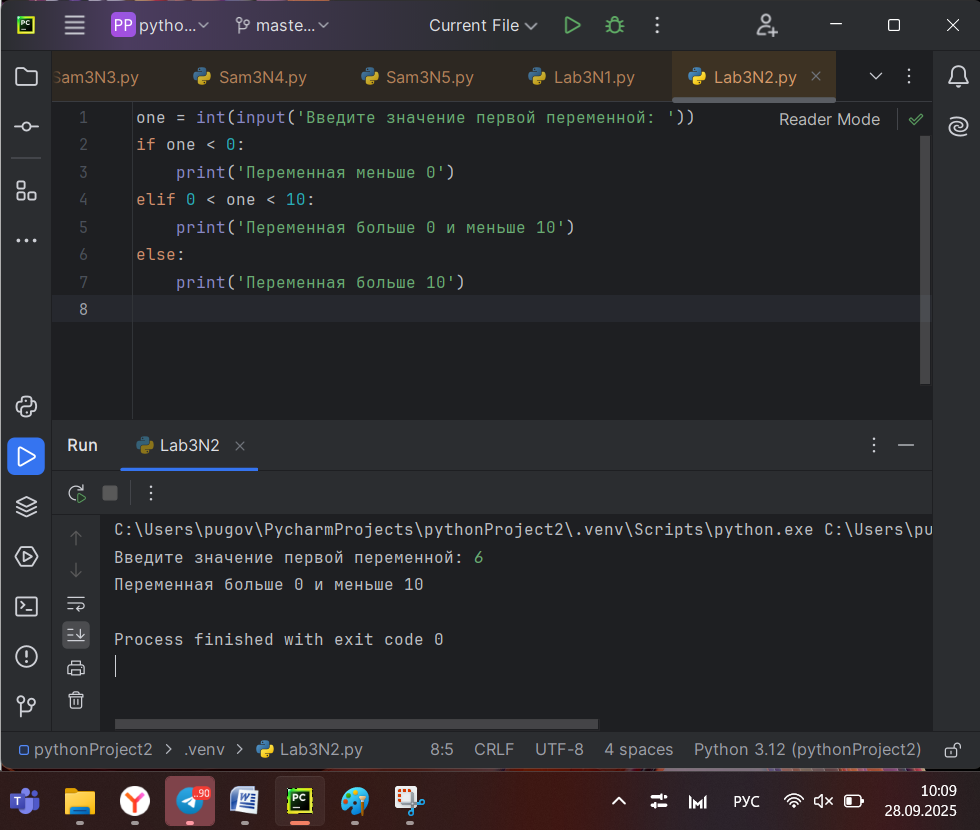 PC PP pytho... maste... Current File
Sam3N3.py Sam3N4.py Sam3N5.py Lab3N1.py Lab3N2.py
Reader Mode
1 one = int(input('Введите значение первой переменной: '))
2 if one < 0:
3 print('Переменная меньше 0')
4 elif 0 < one < 10:
5 print('Переменная больше 0 и меньше 10')
6 else:
7 print('Переменная больше 10')
8
Run Lab3N2
C:\Users\pugov\PycharmProjects\pythonProject2\.venv\Scripts\python.exe C:\Users\pu
Введите значение первой переменной: 6
Переменная больше 0 и меньше 10
Process finished with exit code 0
pythonProject2 > .venv > Lab3N2.py 8:5 CRLF UTF-8 4 spaces Python 3.12 (pythonProject2)
T Y .90 W PC РУС 10:09
28.09.2025